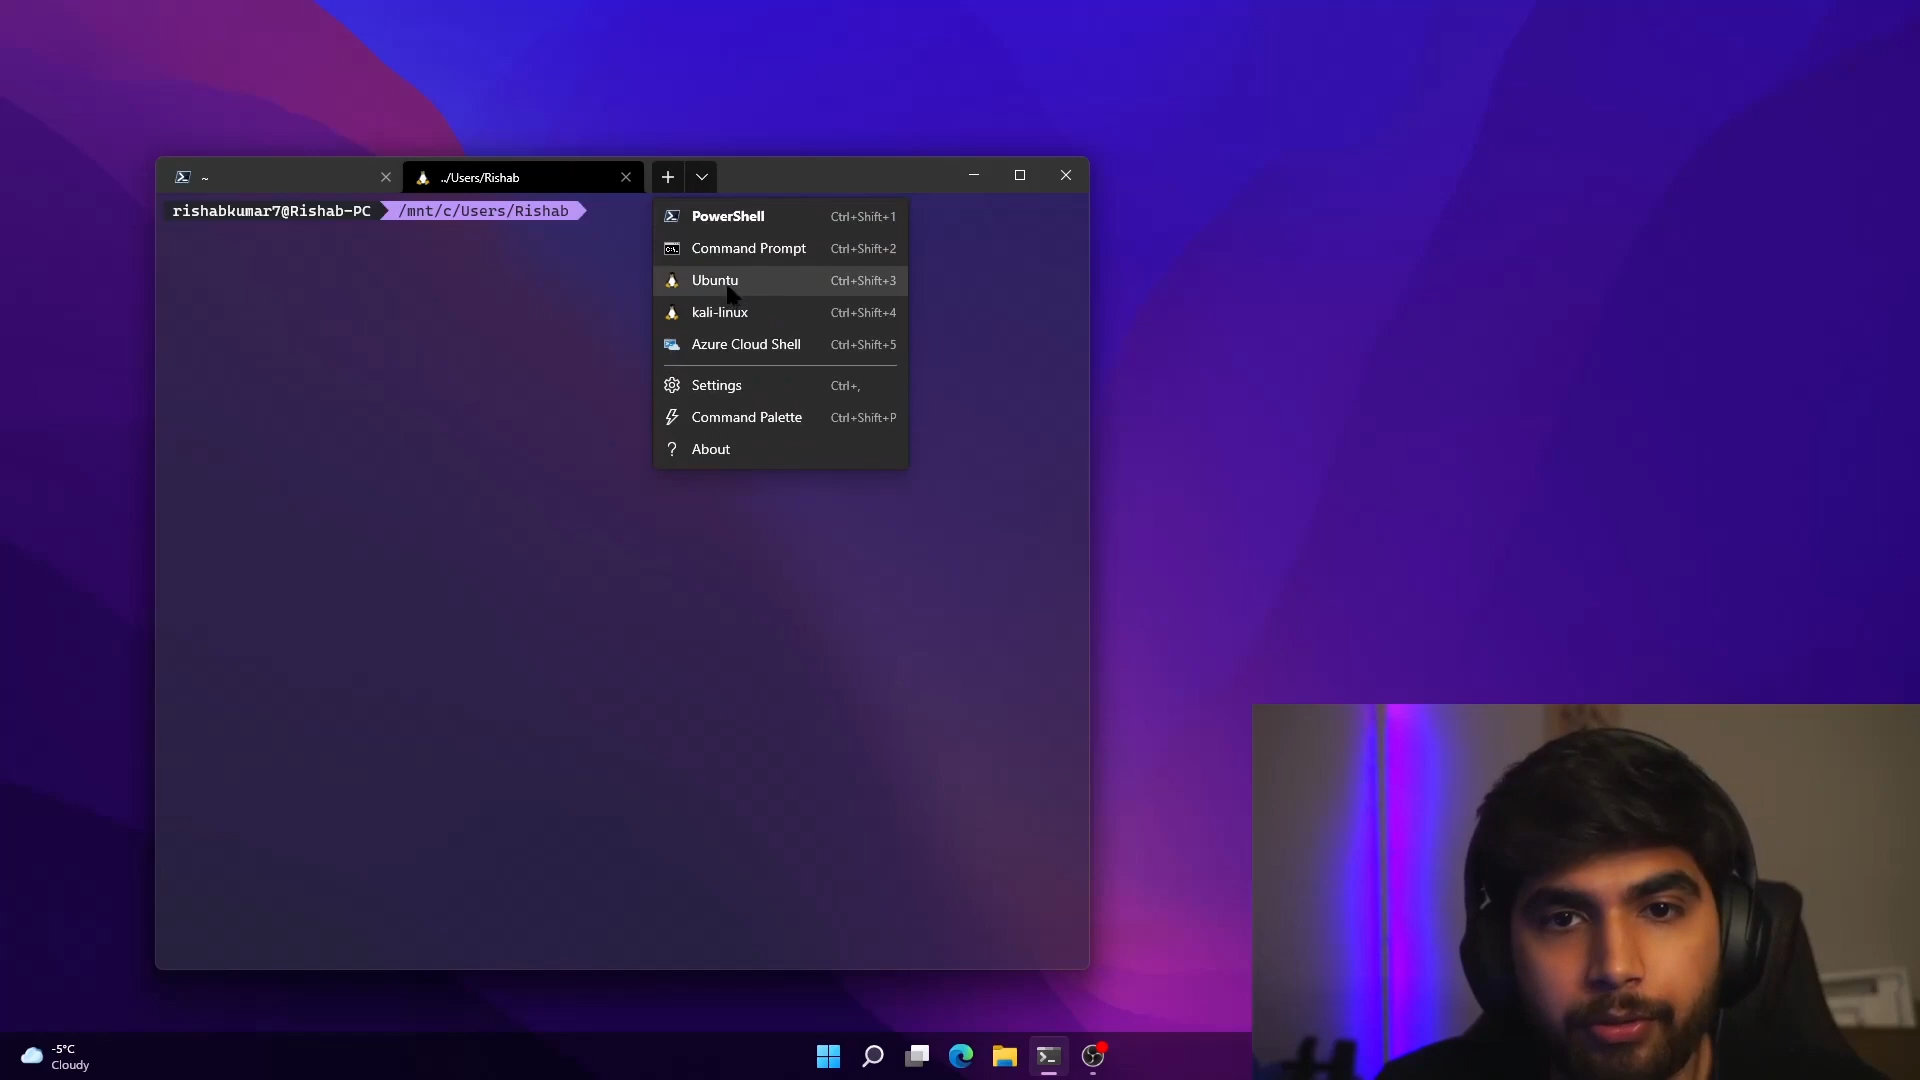 ~
../Users/Rishab
rishabkumar7@Rishab-PC /mnt/c/Users/Rishab
PowerShell Ctrl+Shift+1
Command Prompt Ctrl+Shift+2
Ubuntu Ctrl+Shift+3
kali-linux Ctrl+Shift+4
Azure Cloud Shell Ctrl+Shift+5
Settings Ctrl+,
Command Palette Ctrl+Shift+P
? About
-5°C
Cloudy